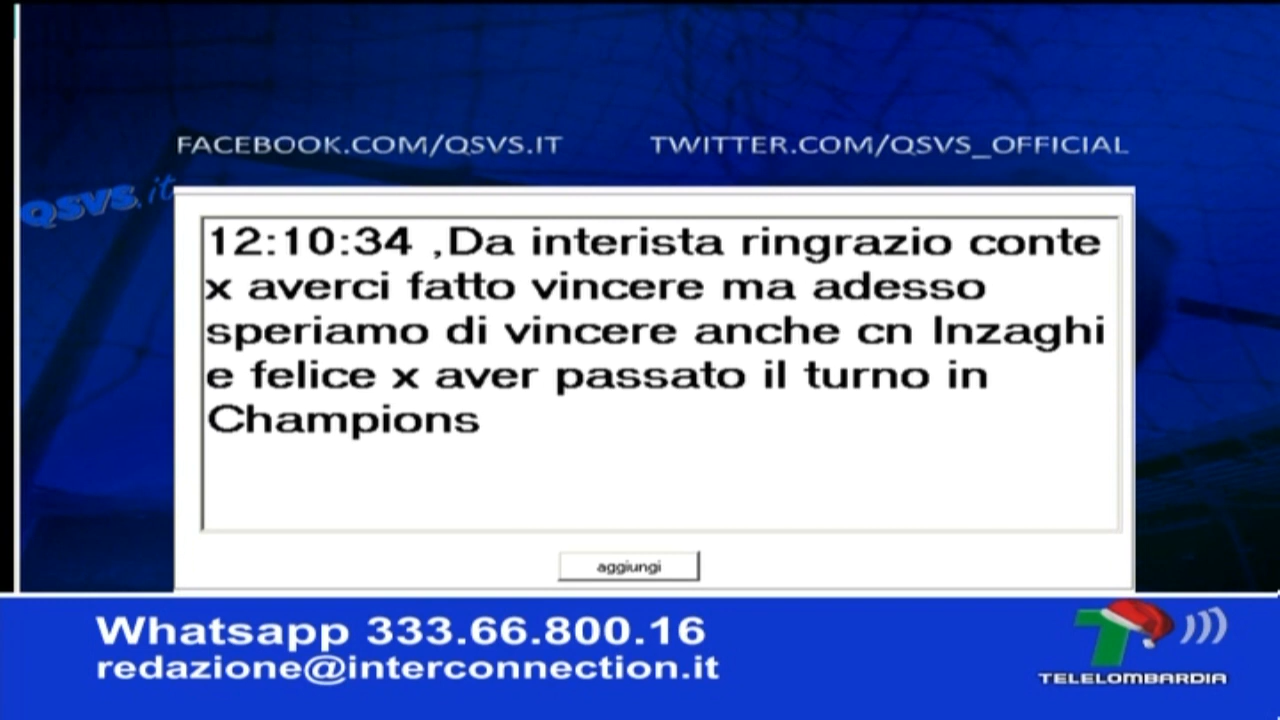 FACEBOOK.COM/QSVS.IT TWITTER.COM/QSVS_OFFICIAL
QSVS.it
12:10:34 ,Da interista ringrazio conte
x averci fatto vincere ma adesso
speriamo di vincere anche cn Inzaghi
e felice x aver passato il turno in
Champions
aggiungi
Whatsapp 333.66.800.16
redazione@interconnection.it
T
TELELOMBARDIA